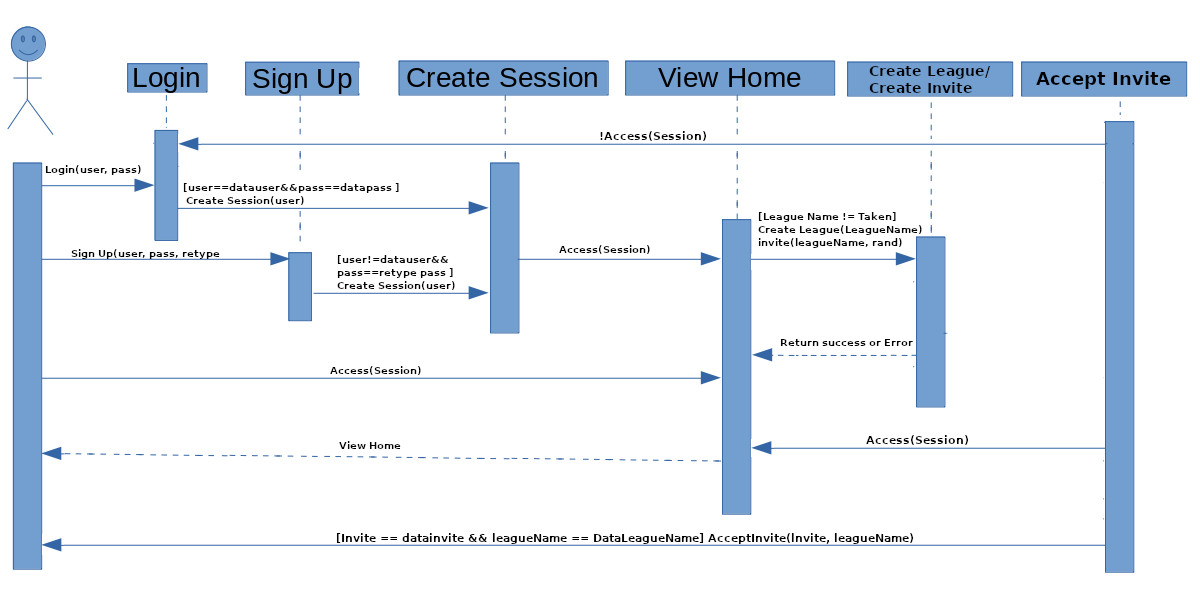 Login
Sign Up
Create Session
View Home
Create League/
Create Invite
Accept Invite
!Access(Session)
Login(user, pass)
[user==datauser&&pass==datapass ]
Create Session(user)
[League Name != Taken]
Create League(LeagueName)
invite(leagueName, rand)
Sign Up(user, pass, retype
Access(Session)
[user!=datauser&&
pass==retype pass ]
Create Session(user)
Return success or Error
Access(Session)
Access(Session)
View Home
[Invite == datainvite && leagueName == DataLeagueName] AcceptInvite(Invite, leagueName)